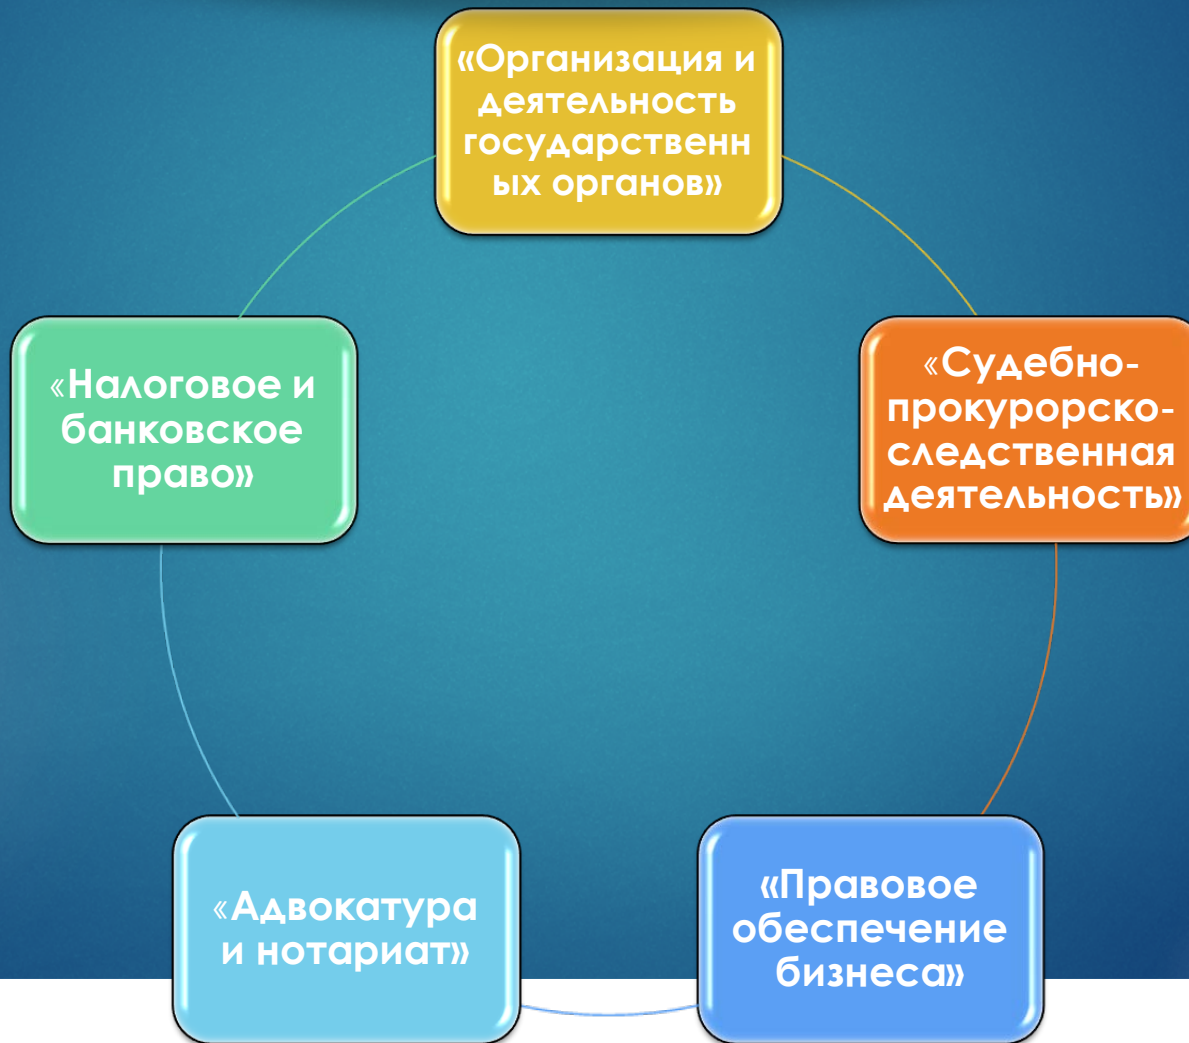 «Организация и
деятельность
государственн
ых органов»
«Судебно-
прокурорско-
следственная
деятельность»
«Правовое
обеспечение
бизнеса»
«Адвокатура
и нотариат»
«Налоговое и
банковское
право»